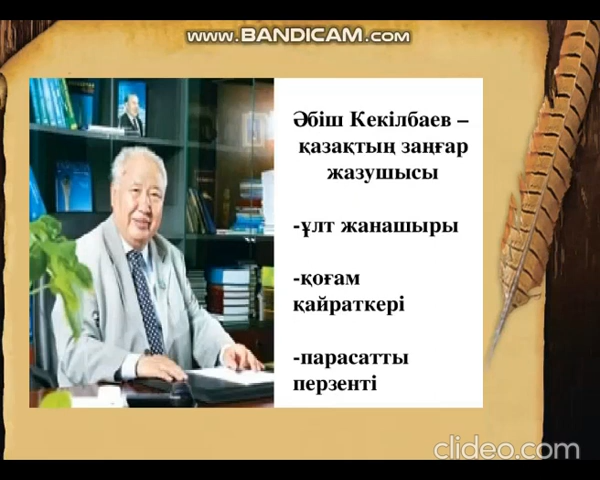 www.BANDICAM.com
Әбіш Кекілбаев –
қазақтың заңғар
жазушысы
-ұлт жанашыры
-қоғам
қайраткері
-парасатты
перзенті
clideo.com